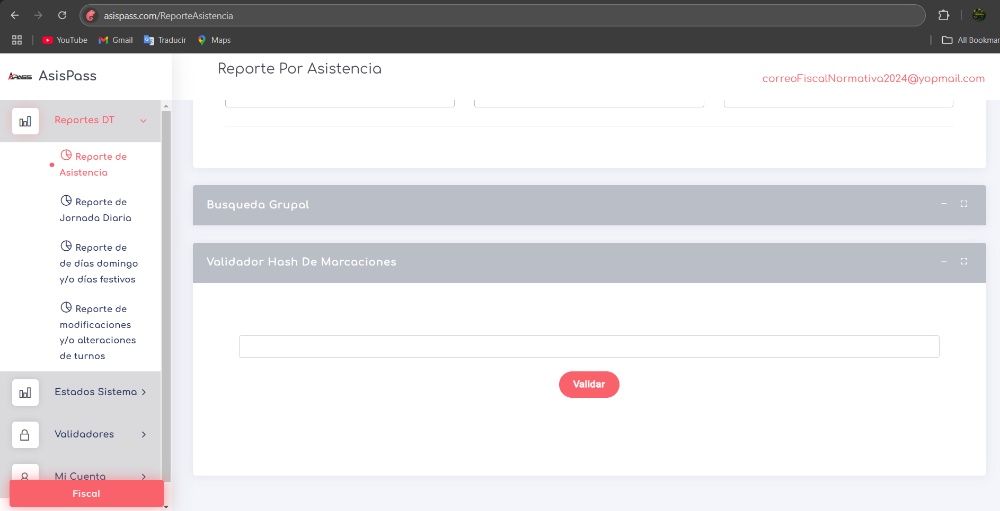 asispass.com/ReporteAsistencia
YouTube
Gmail
Traducir
Maps
All Bookmar
APASS AsisPass
Reporte Por Asistencia
correoFiscalNormativa2024@yopmail.com
Reportes DT
Reporte de
Asistencia
Reporte de
Jornada Diaria
Reporte de
de días domingo
y/o días festivos
Reporte de
modificaciones
y/o alteraciones
de turnos
Estados Sistema
Validadores
Mi Cuenta
Fiscal
Busqueda Grupal
Validador Hash De Marcaciones
Validar